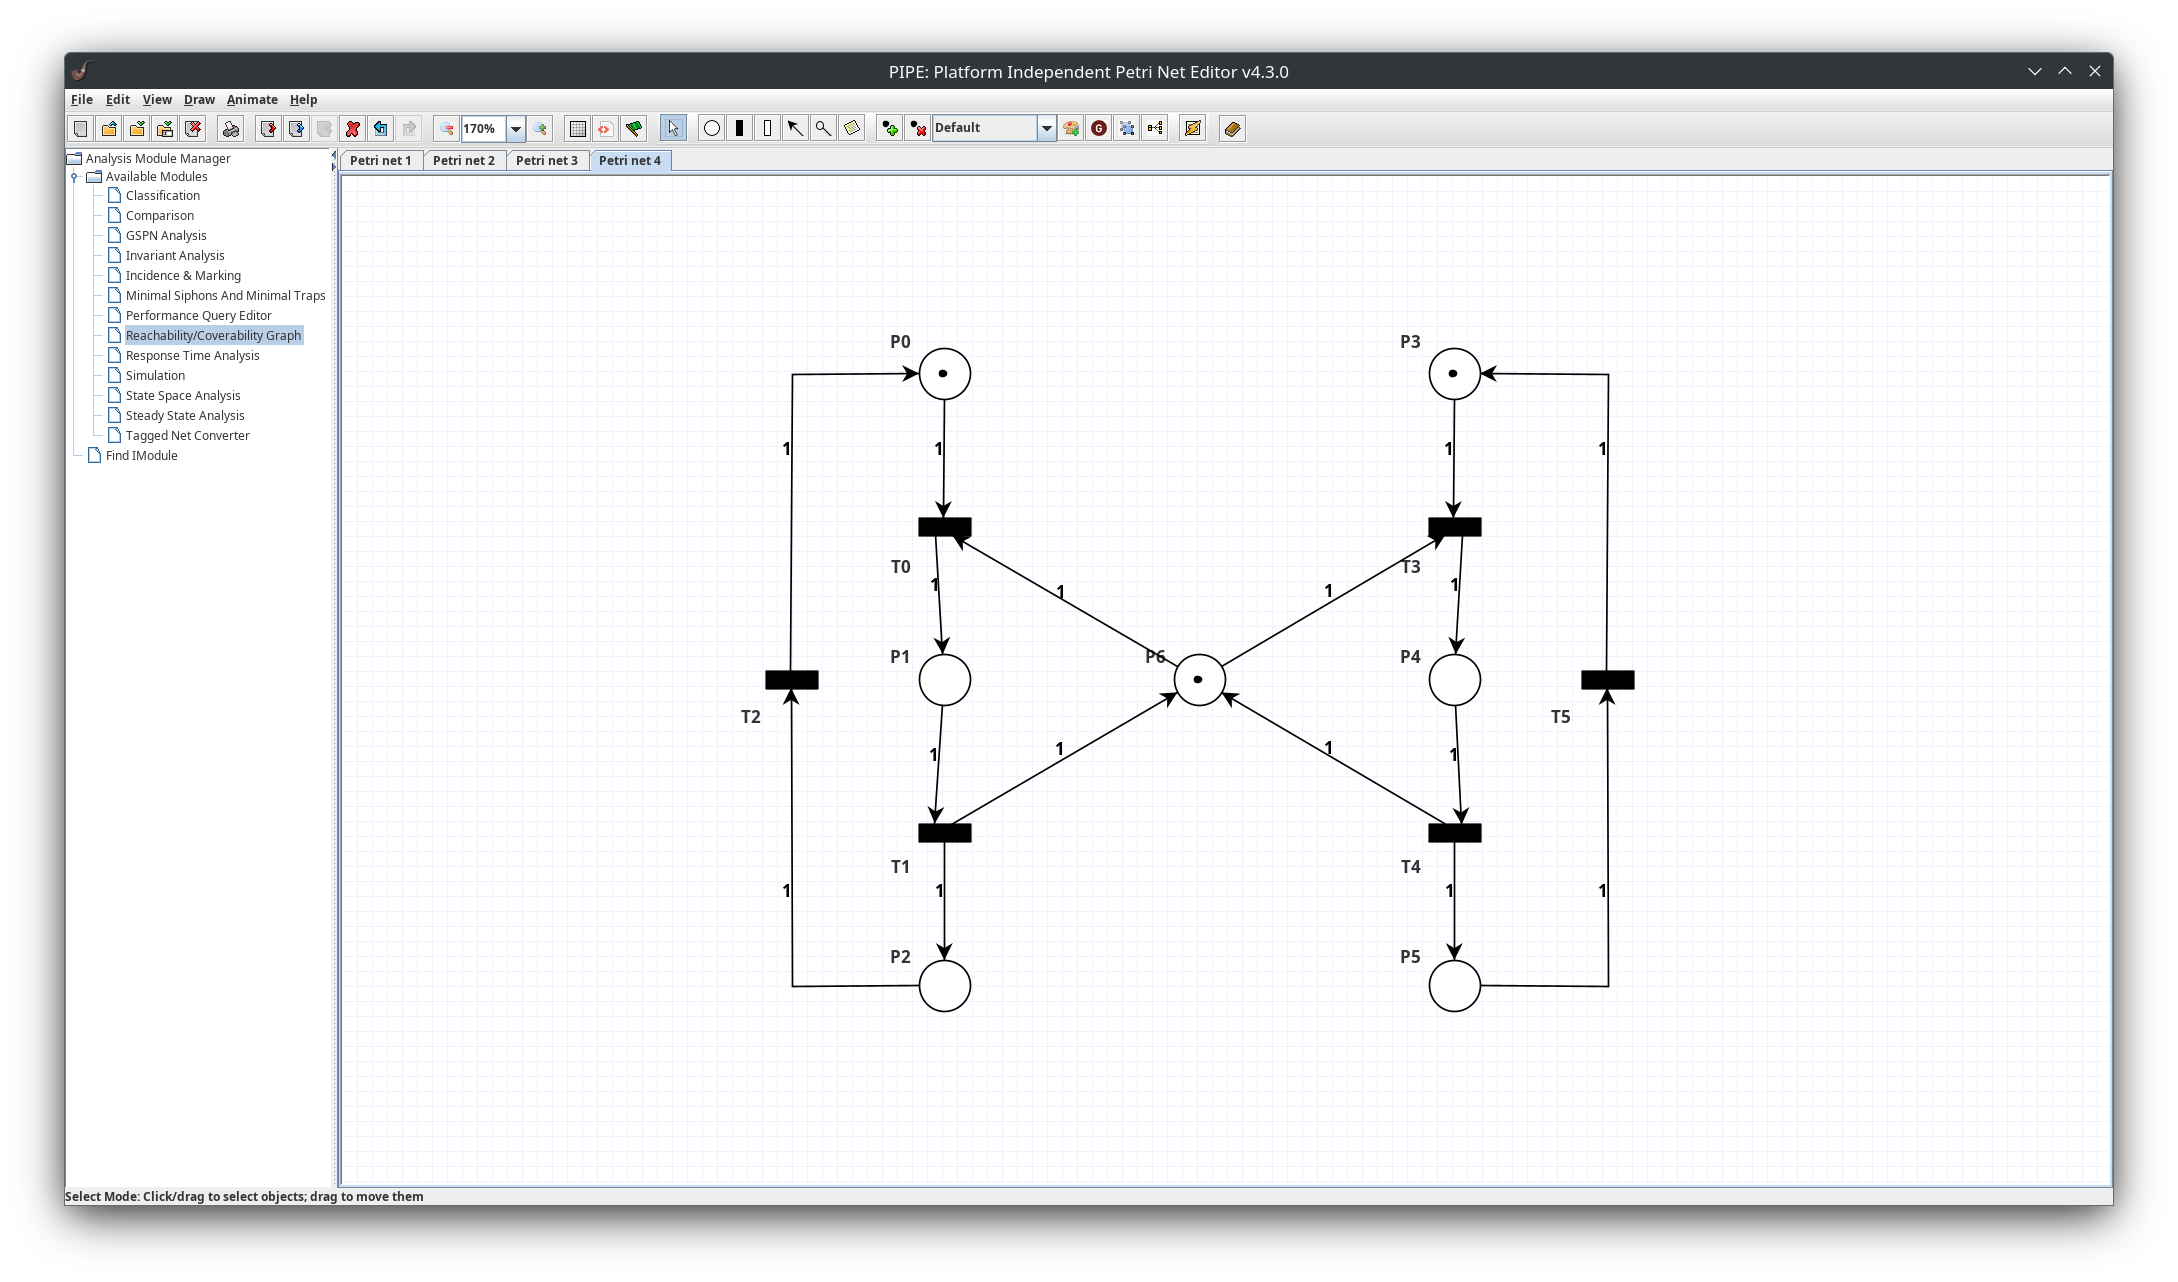 PIPE: Platform Independent Petri Net Editor v4.3.0
File Edit View Draw Animate Help
170% Default G
Analysis Module Manager
Available Modules
Classification
Comparison
GSPN Analysis
Invariant Analysis
Incidence & Marking
Minimal Siphons And Minimal Traps
Performance Query Editor
Reachability/Coverability Graph
Response Time Analysis
Simulation
State Space Analysis
Steady State Analysis
Tagged Net Converter
Find IModule
Petri net 1 Petri net 2 Petri net 3 Petri net 4
P0 P3
1 1 1 1
T0 T3
1 1 1 1
P1 P6 P4
T2 T5
1 1 1 1
T1 T4
1 1 1 1
P2 P5
Select Mode: Click/drag to select objects; drag to move them